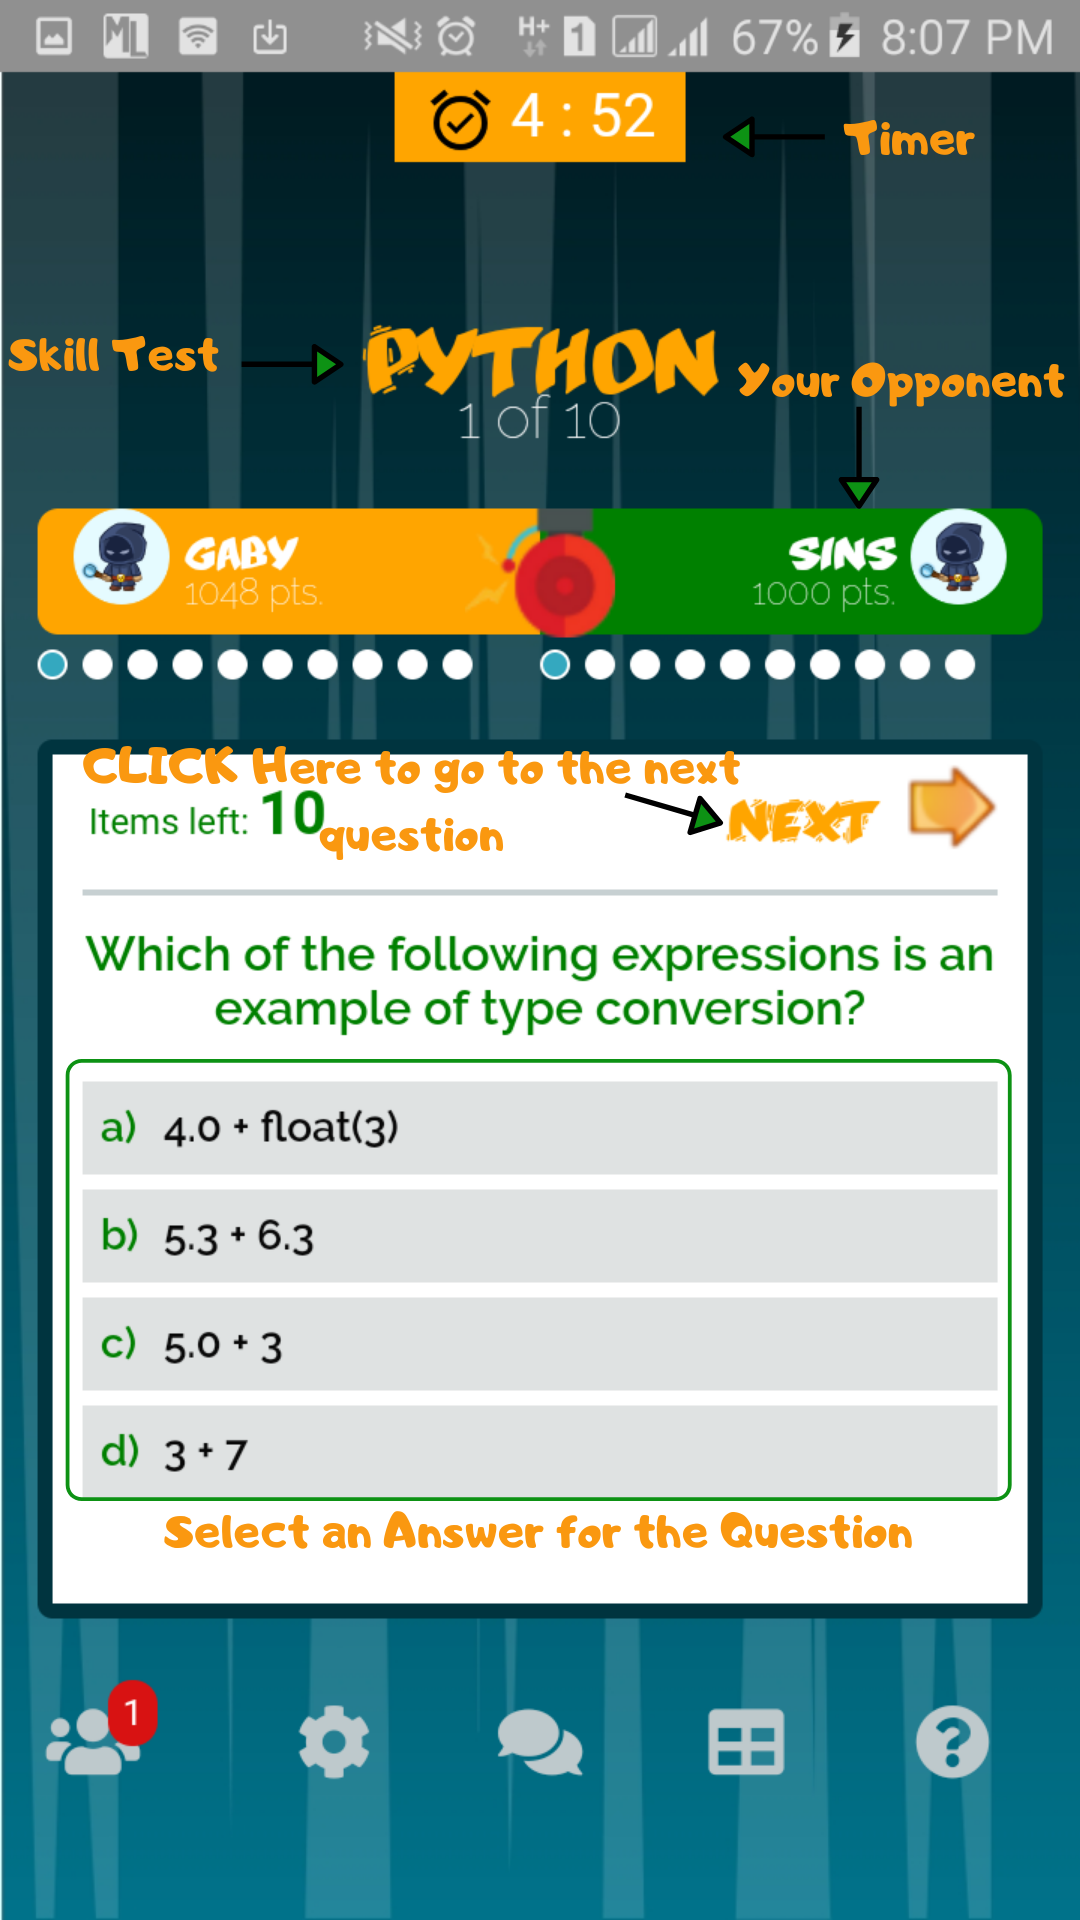 ML H+ 1 67% 8:07 PM
4 : 52
Timer
Skill Test
PYTHON
Your Opponent
1 of 10
GABY
1048 pts.
SINS
1000 pts.
CLICK Here to go to the next
question
Items left: 10
NEXT
Which of the following expressions is an
example of type conversion?
a) 4.0 + float(3)
b) 5.3 + 6.3
c) 5.0 + 3
d) 3 + 7
Select an Answer for the Question
1
?